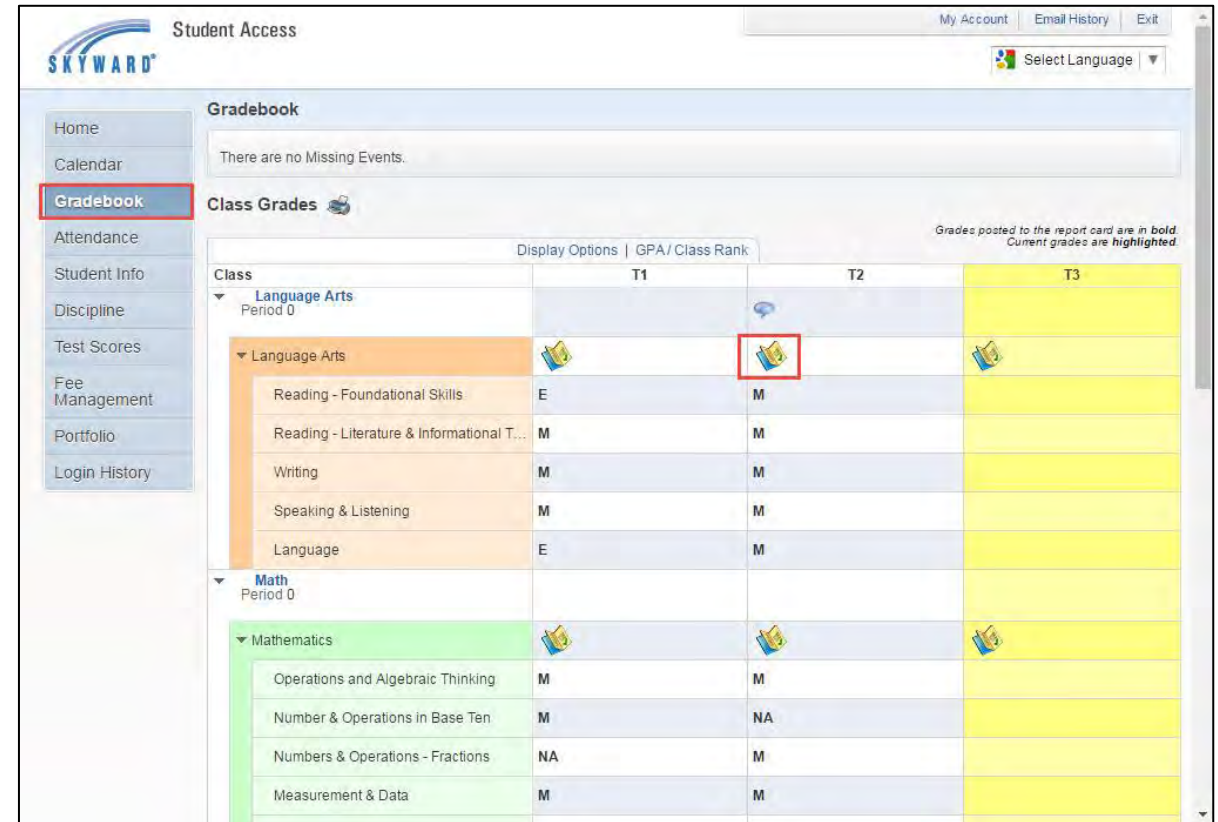 Student Access
My Account | Email History | Exit
SKYWARD®
Select Language | ▼
Home
Calendar
Gradebook
Attendance
Student Info
Discipline
Test Scores
Fee
Management
Portfolio
Login History
Gradebook
There are no Missing Events.
Class Grades
Grades posted to the report card are in bold.
Current grades are highlighted.
Display Options | GPA / Class Rank
Class T1 T2 T3
Language Arts
Period 0
Language Arts
Reading - Foundational Skills E M
Reading - Literature & Informational T... M M
Writing M M
Speaking & Listening M M
Language E M
Math
Period 0
Mathematics
Operations and Algebraic Thinking M M
Number & Operations in Base Ten M NA
Numbers & Operations - Fractions NA M
Measurement & Data M M